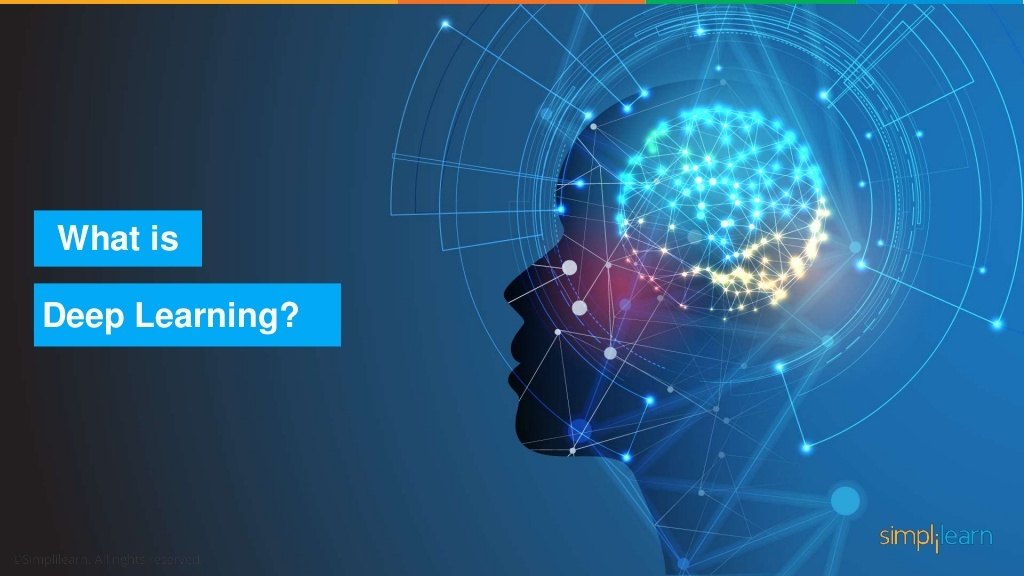 What is
Deep Learning?
simplilearn
©Simplilearn. All rights reserved